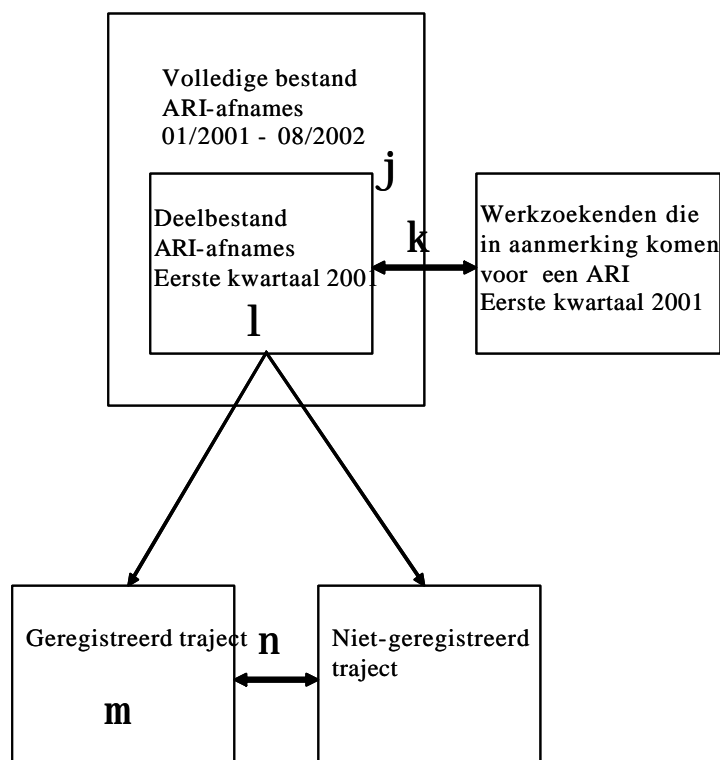 Volledige bestand
ARI-afnames
01/2001 - 08/2002
j
Deelbestand
ARI-afnames
Eerste kwartaal 2001
l
k
Werkzoekenden die
in aanmerking komen
voor een ARI
Eerste kwartaal 2001
Geregistreerd traject
m
n
Niet-geregistreerd
traject